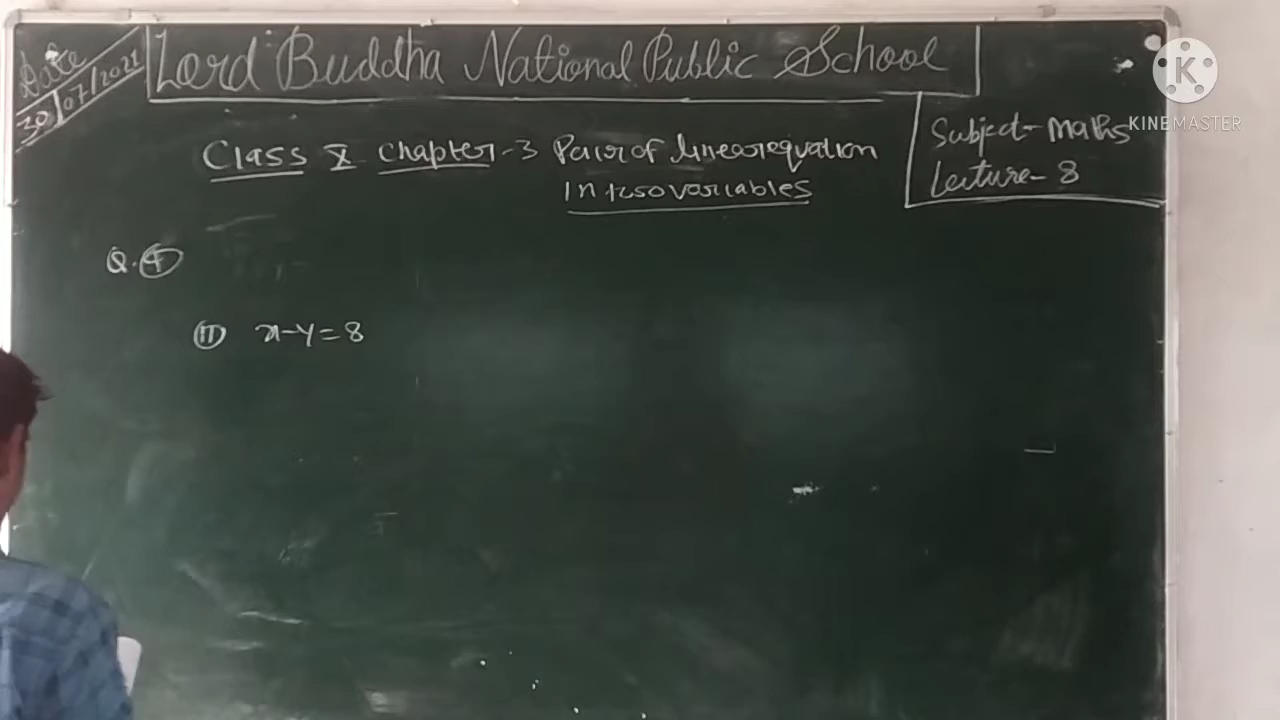 Date
30/07/2021
Lord Buddha National Public School
Subject- Maths
Lecture- 8
Class X Chapter-3 Pair of linear equation
In two variables
Q.4
II x-y=8
K
KINEMASTER